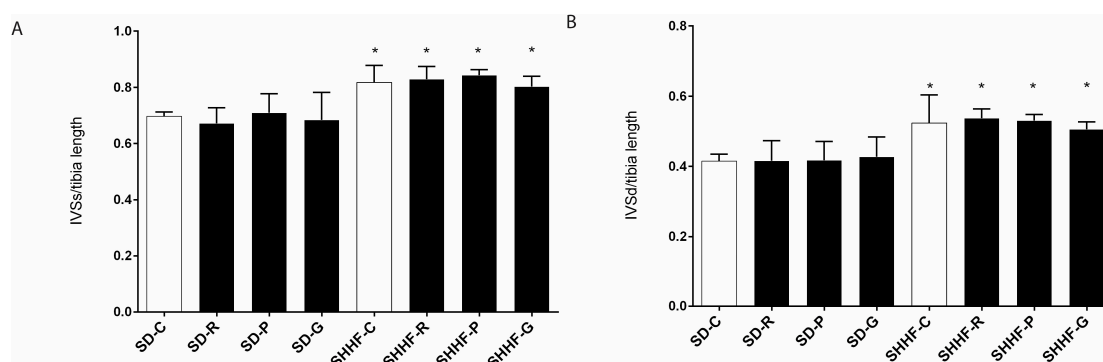 A
IVSs/tibia length
1.0
0.8
0.6
0.4
0.2
0.0
* * * *
SD-C SD-R SD-P SD-G SHHF-C SHHF-R SHHF-P SHHF-G
B
IVSd/tibia length
0.8
0.6
0.4
0.2
0.0
* * * *
SD-C SD-R SD-P SD-G SHHF-C SHHF-R SHHF-P SHHF-G